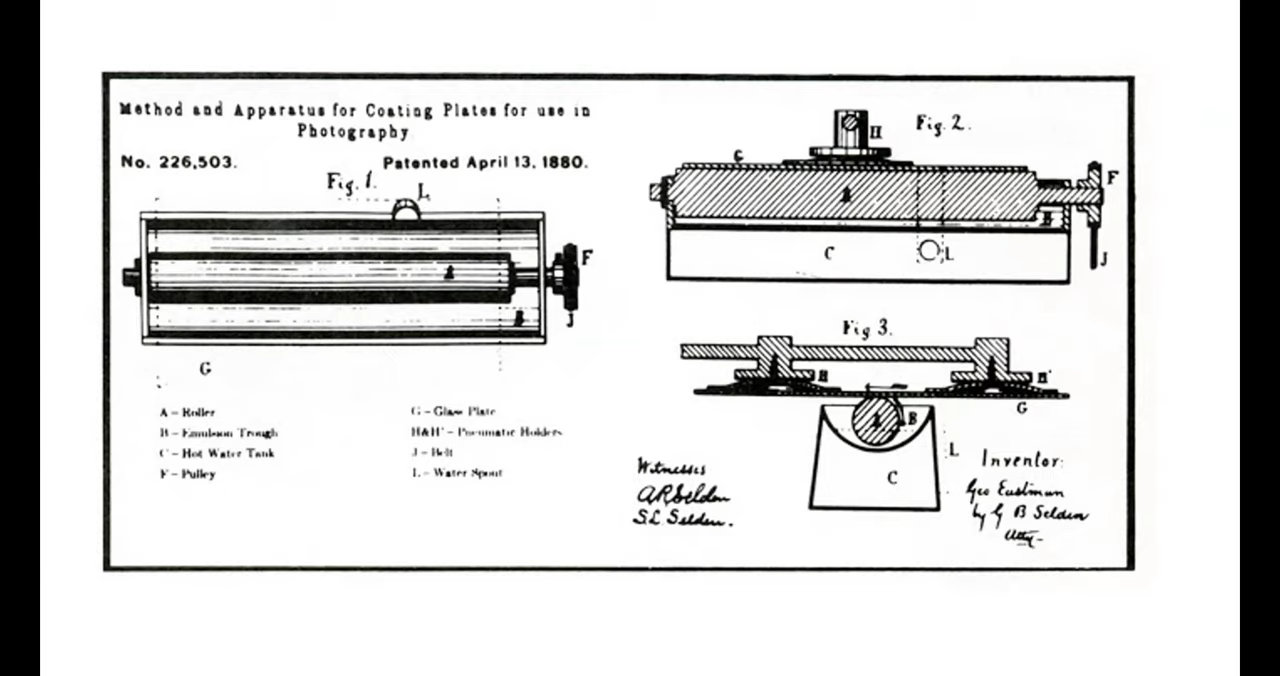 Method and Apparatus for Coating Plates for use in
Photography
No. 226,503. Patented April 13, 1880.
Fig. 1.
L
F
A
B
J
G
A – Roller
B – Emulsion Trough
C – Hot Water Tank
F – Pulley
G – Glass Plate
H&H' – Pneumatic Holders
J – Belt
L – Water Spout
Fig. 2.
H
G
F
A
B
C
L
J
Fig 3.
H
H'
G
A
B
L
C
Witnesses
A R Selden
S. L. Selden.
Inventor:
Geo Eastman
by G B Selden
Atty–